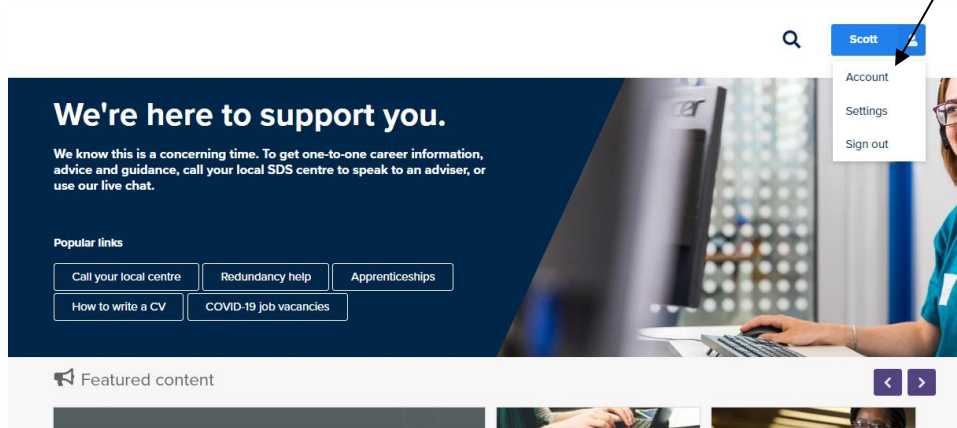 Scott
Account
Settings
Sign out
We're here to support you.
We know this is a concerning time. To get one-to-one career information,
advice and guidance, call your local SDS centre to speak to an adviser, or
use our live chat.
Popular links
Call your local centre Redundancy help Apprenticeships
How to write a CV COVID-19 job vacancies
acer
Featured content